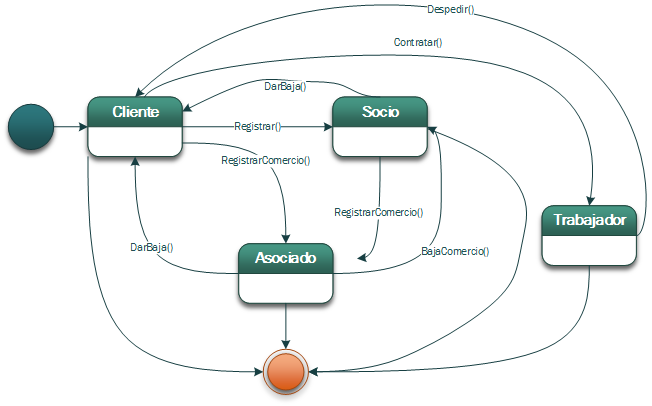 Despedir()
Contratar()
DarBaja()
Cliente
Socio
Registrar()
RegistrarComercio()
RegistrarComercio()
Trabajador
DarBaja()
BajaComercio()
Asociado